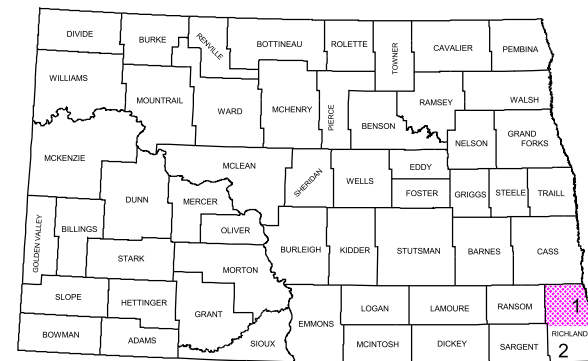 DIVIDE
BURKE
RENVILLE
BOTTINEAU
ROLETTE
TOWNER
CAVALIER
PEMBINA
WILLIAMS
MOUNTRAIL
WARD
MCHENRY
PIERCE
BENSON
RAMSEY
WALSH
NELSON
GRAND
FORKS
MCKENZIE
DUNN
MCLEAN
MERCER
OLIVER
SHERIDAN
WELLS
EDDY
FOSTER
GRIGGS
STEELE
TRAILL
GOLDEN VALLEY
BILLINGS
STARK
MORTON
BURLEIGH
KIDDER
STUTSMAN
BARNES
CASS
SLOPE
HETTINGER
GRANT
EMMONS
LOGAN
LAMOURE
RANSOM
1
RICHLAND
BOWMAN
ADAMS
SIOUX
MCINTOSH
DICKEY
SARGENT
2